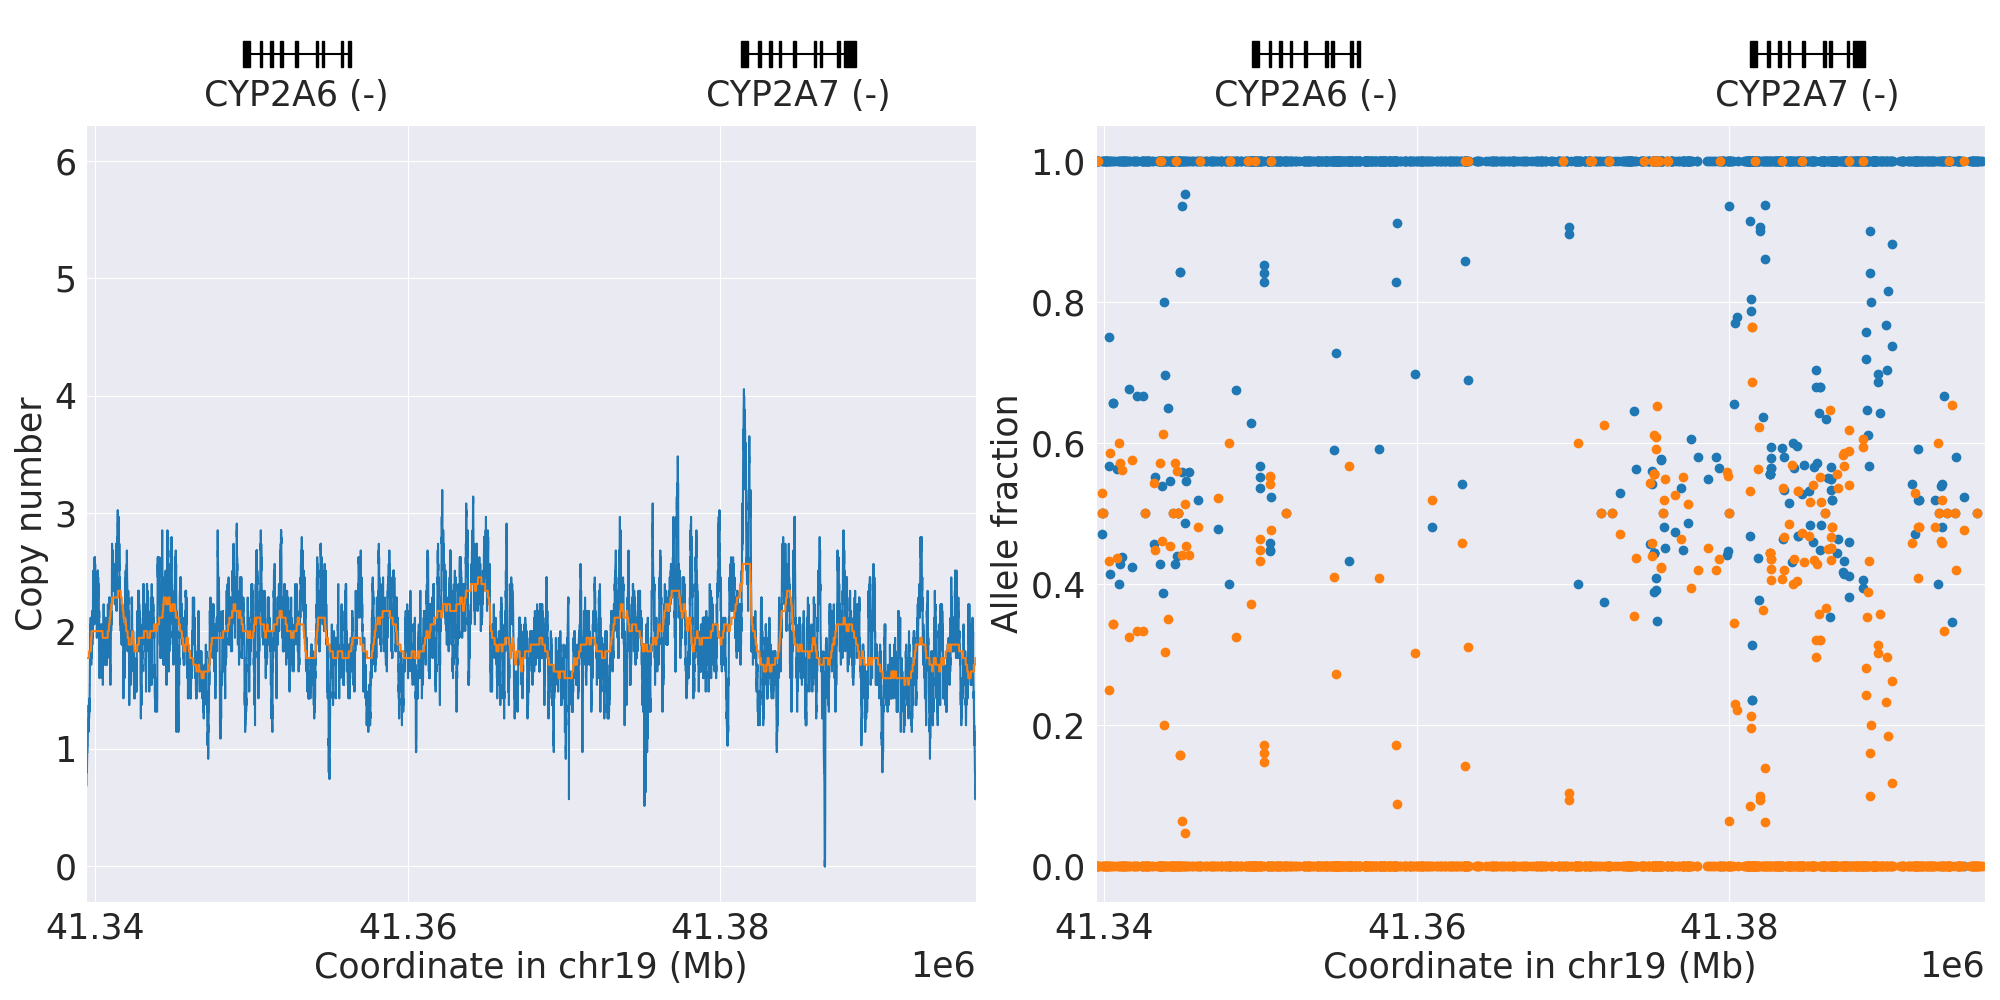 CYP2A6 (-)
CYP2A7 (-)
6
5
4
3
2
1
0
Copy number
41.34
41.36
41.38
Coordinate in chr19 (Mb)
1e6
CYP2A6 (-)
CYP2A7 (-)
1.0
0.8
0.6
0.4
0.2
0.0
Allele fraction
41.34
41.36
41.38
Coordinate in chr19 (Mb)
1e6